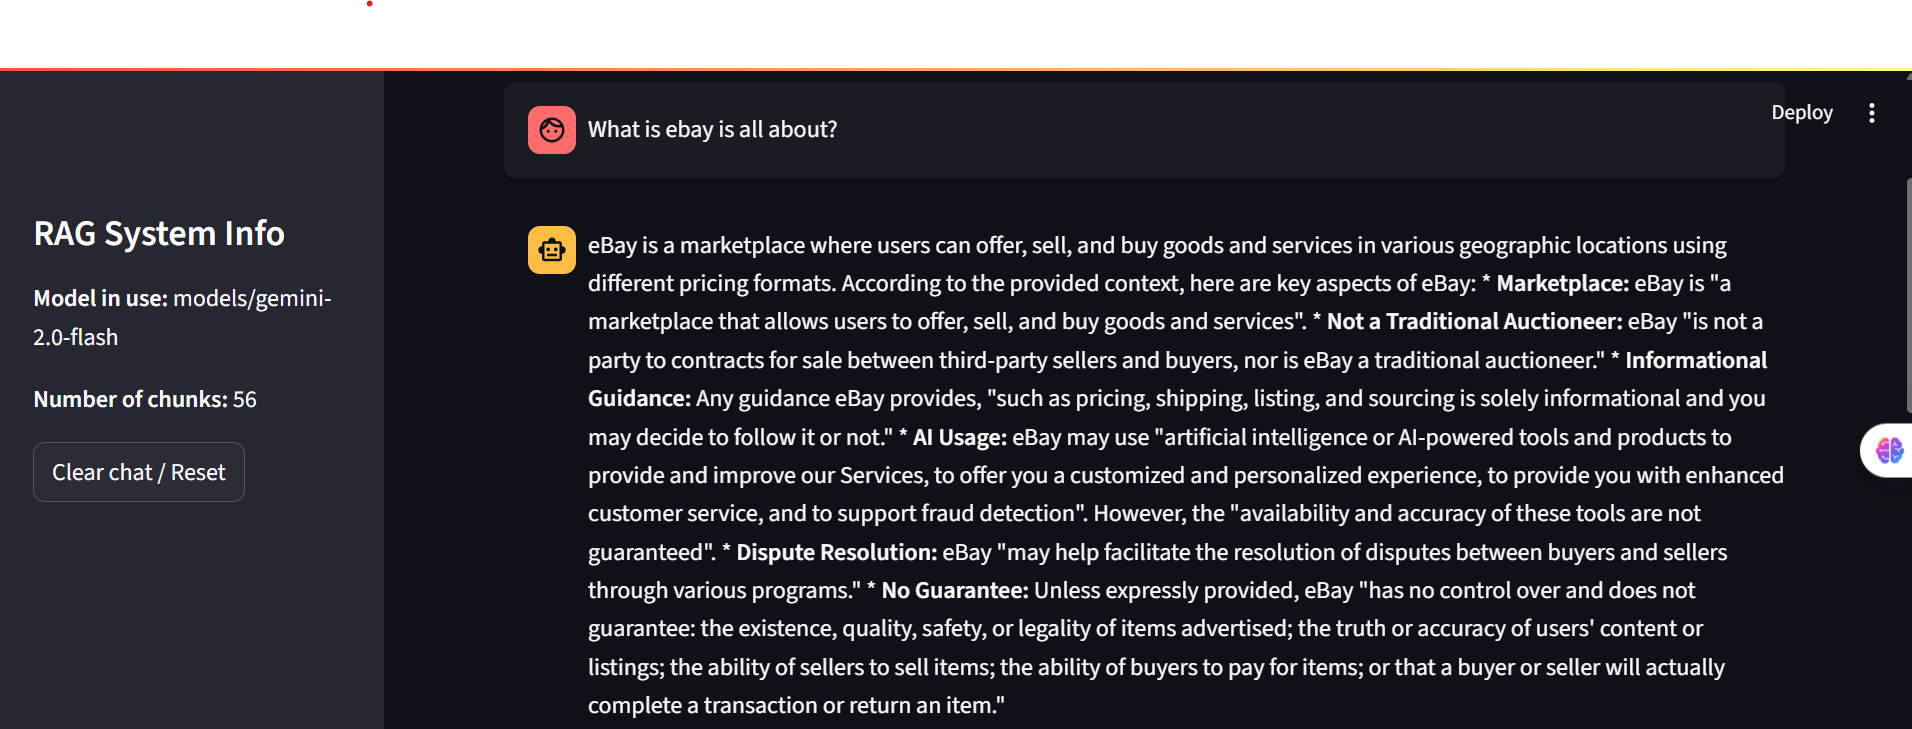 Deploy
What is ebay is all about?
RAG System Info
Model in use: models/gemini-
2.0-flash
Number of chunks: 56
Clear chat / Reset
eBay is a marketplace where users can offer, sell, and buy goods and services in various geographic locations using
different pricing formats. According to the provided context, here are key aspects of eBay: * Marketplace: eBay is "a
marketplace that allows users to offer, sell, and buy goods and services". * Not a Traditional Auctioneer: eBay "is not a
party to contracts for sale between third-party sellers and buyers, nor is eBay a traditional auctioneer." * Informational
Guidance: Any guidance eBay provides, "such as pricing, shipping, listing, and sourcing is solely informational and you
may decide to follow it or not." * AI Usage: eBay may use "artificial intelligence or AI-powered tools and products to
provide and improve our Services, to offer you a customized and personalized experience, to provide you with enhanced
customer service, and to support fraud detection". However, the "availability and accuracy of these tools are not
guaranteed". * Dispute Resolution: eBay "may help facilitate the resolution of disputes between buyers and sellers
through various programs." * No Guarantee: Unless expressly provided, eBay "has no control over and does not
guarantee: the existence, quality, safety, or legality of items advertised; the truth or accuracy of users' content or
listings; the ability of sellers to sell items; the ability of buyers to pay for items; or that a buyer or seller will actually
complete a transaction or return an item."